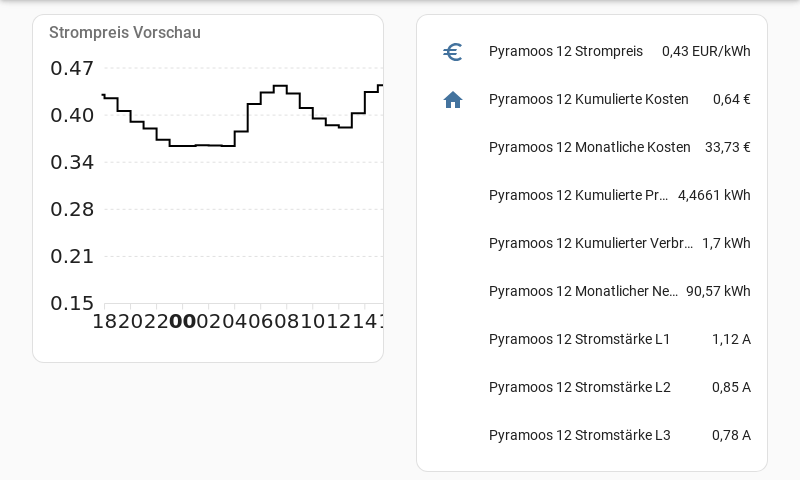 Strompreis Vorschau
0.47
0.40
0.34
0.28
0.21
0.15
18 20 22 00 02 04 06 08 10 12 14 1
Pyramoos 12 Strompreis 0,43 EUR/kWh
Pyramoos 12 Kumulierte Kosten 0,64 €
Pyramoos 12 Monatliche Kosten 33,73 €
Pyramoos 12 Kumulierte Pr... 4,4661 kWh
Pyramoos 12 Kumulierter Verbr... 1,7 kWh
Pyramoos 12 Monatlicher Ne... 90,57 kWh
Pyramoos 12 Stromstärke L1 1,12 A
Pyramoos 12 Stromstärke L2 0,85 A
Pyramoos 12 Stromstärke L3 0,78 A